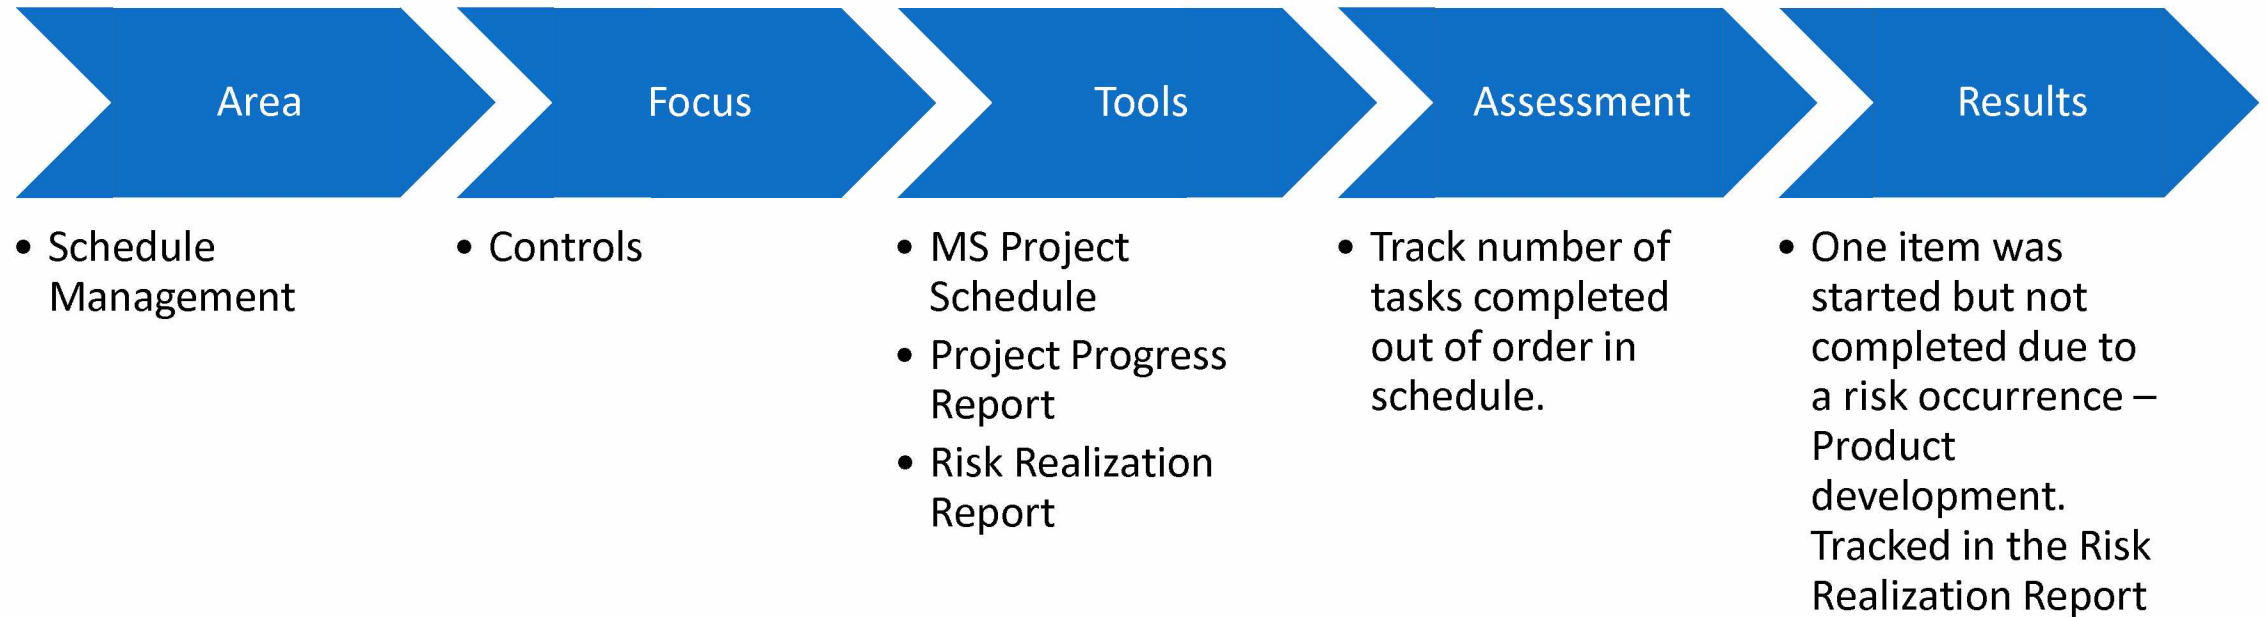 Area
Focus
Tools
Assessment
Results
• Schedule
Management
• Controls
• MS Project
Schedule
• Project Progress
Report
• Risk Realization
Report
• Track number of
tasks completed
out of order in
schedule.
• One item was
started but not
completed due to
a risk occurrence –
Product
development.
Tracked in the Risk
Realization Report